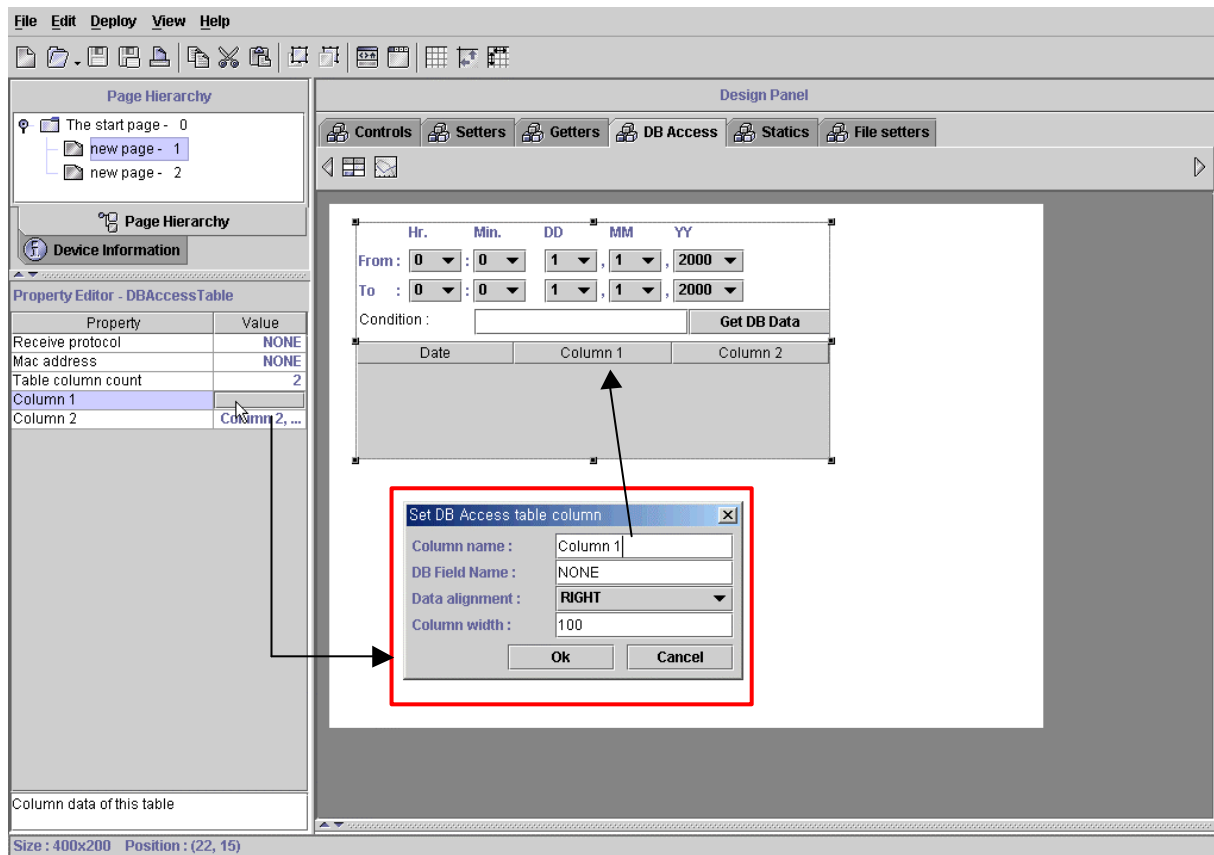 File Edit Deploy View Help
Page Hierarchy
The start page - 0
new page - 1
new page - 2
Page Hierarchy
Device Information
Property Editor - DBAccessTable
Property Value
Receive protocol NONE
Mac address NONE
Table column count 2
Column 1
Column 2 Column 2, ...
Column data of this table
Size : 400x200 Position : (22, 15)
Design Panel
Controls Setters Getters DB Access Statics File setters
Hr. Min. DD MM YY
From : 0 : 0 1 , 1 , 2000
To : 0 : 0 1 , 1 , 2000
Condition : Get DB Data
Date Column 1 Column 2
Set DB Access table column
Column name : Column 1
DB Field Name : NONE
Data alignment : RIGHT
Column width : 100
Ok Cancel